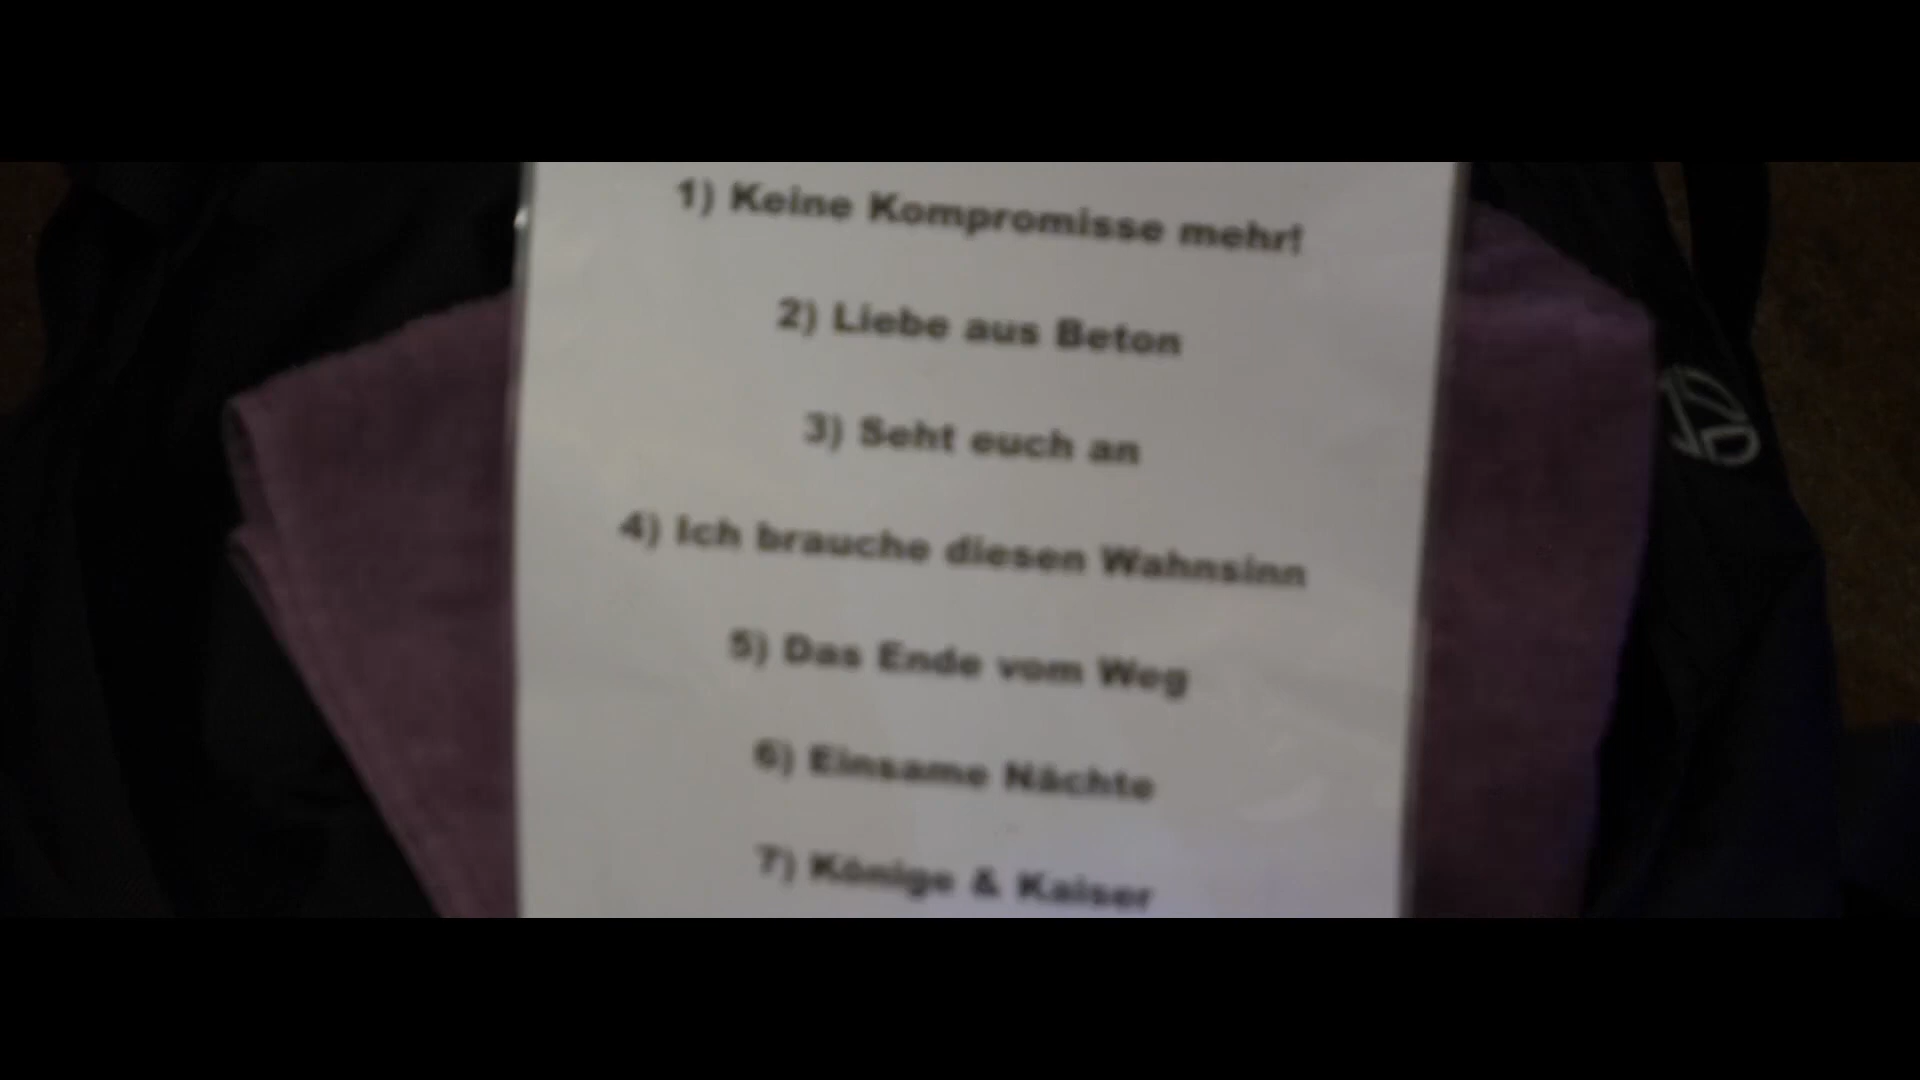 1) Keine Kompromisse mehr!
2) Liebe aus Beton
3) Seht euch an
4) Ich brauche diesen Wahnsinn
5) Das Ende vom Weg
6) Einsame Nächte
7) Könige & Kaiser